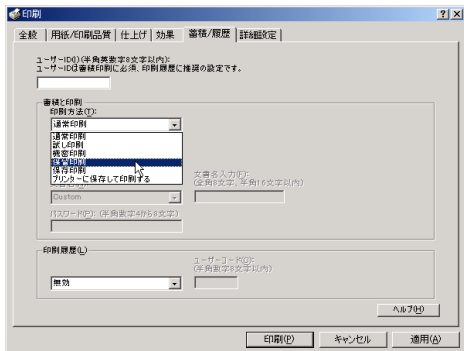 印刷
全般 用紙/印刷品質 仕上げ 効果 蓄積/履歴 詳細設定
ユーザーID(I)(半角英数字8文字以内):
ユーザーIDは蓄積印刷に必須、印刷履歴に推奨の設定です。
蓄積と印刷
印刷方法(T):
通常印刷
通常印刷
試し印刷
機密印刷
保留印刷
保存印刷
プリンターに保存して印刷する
文書名入力(F):
(全角8文字、半角16文字以内)
Custom
パスワード(P): (半角数字4から8文字)
印刷履歴(L)
ユーザーコード(C):
(半角数字8文字以内)
無効
ヘルプ(H)
印刷(P) キャンセル 適用(A)